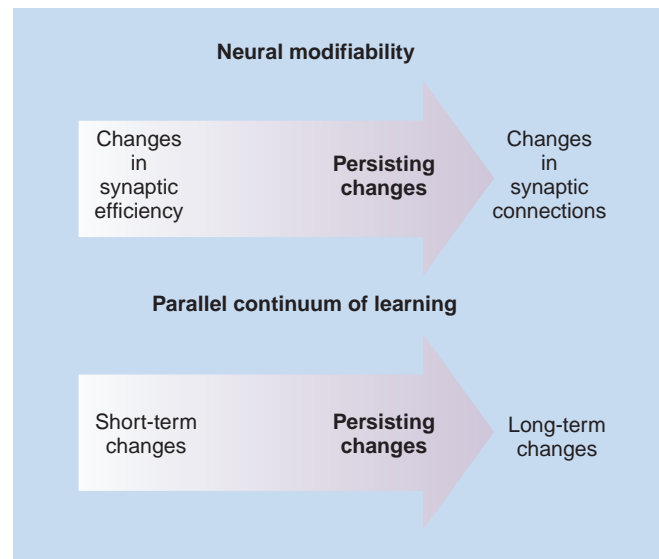 Neural modifiability
Changes
in
synaptic
efficiency
Persisting
changes
Changes
in
synaptic
connections
Parallel continuum of learning
Short-term
changes
Persisting
changes
Long-term
changes